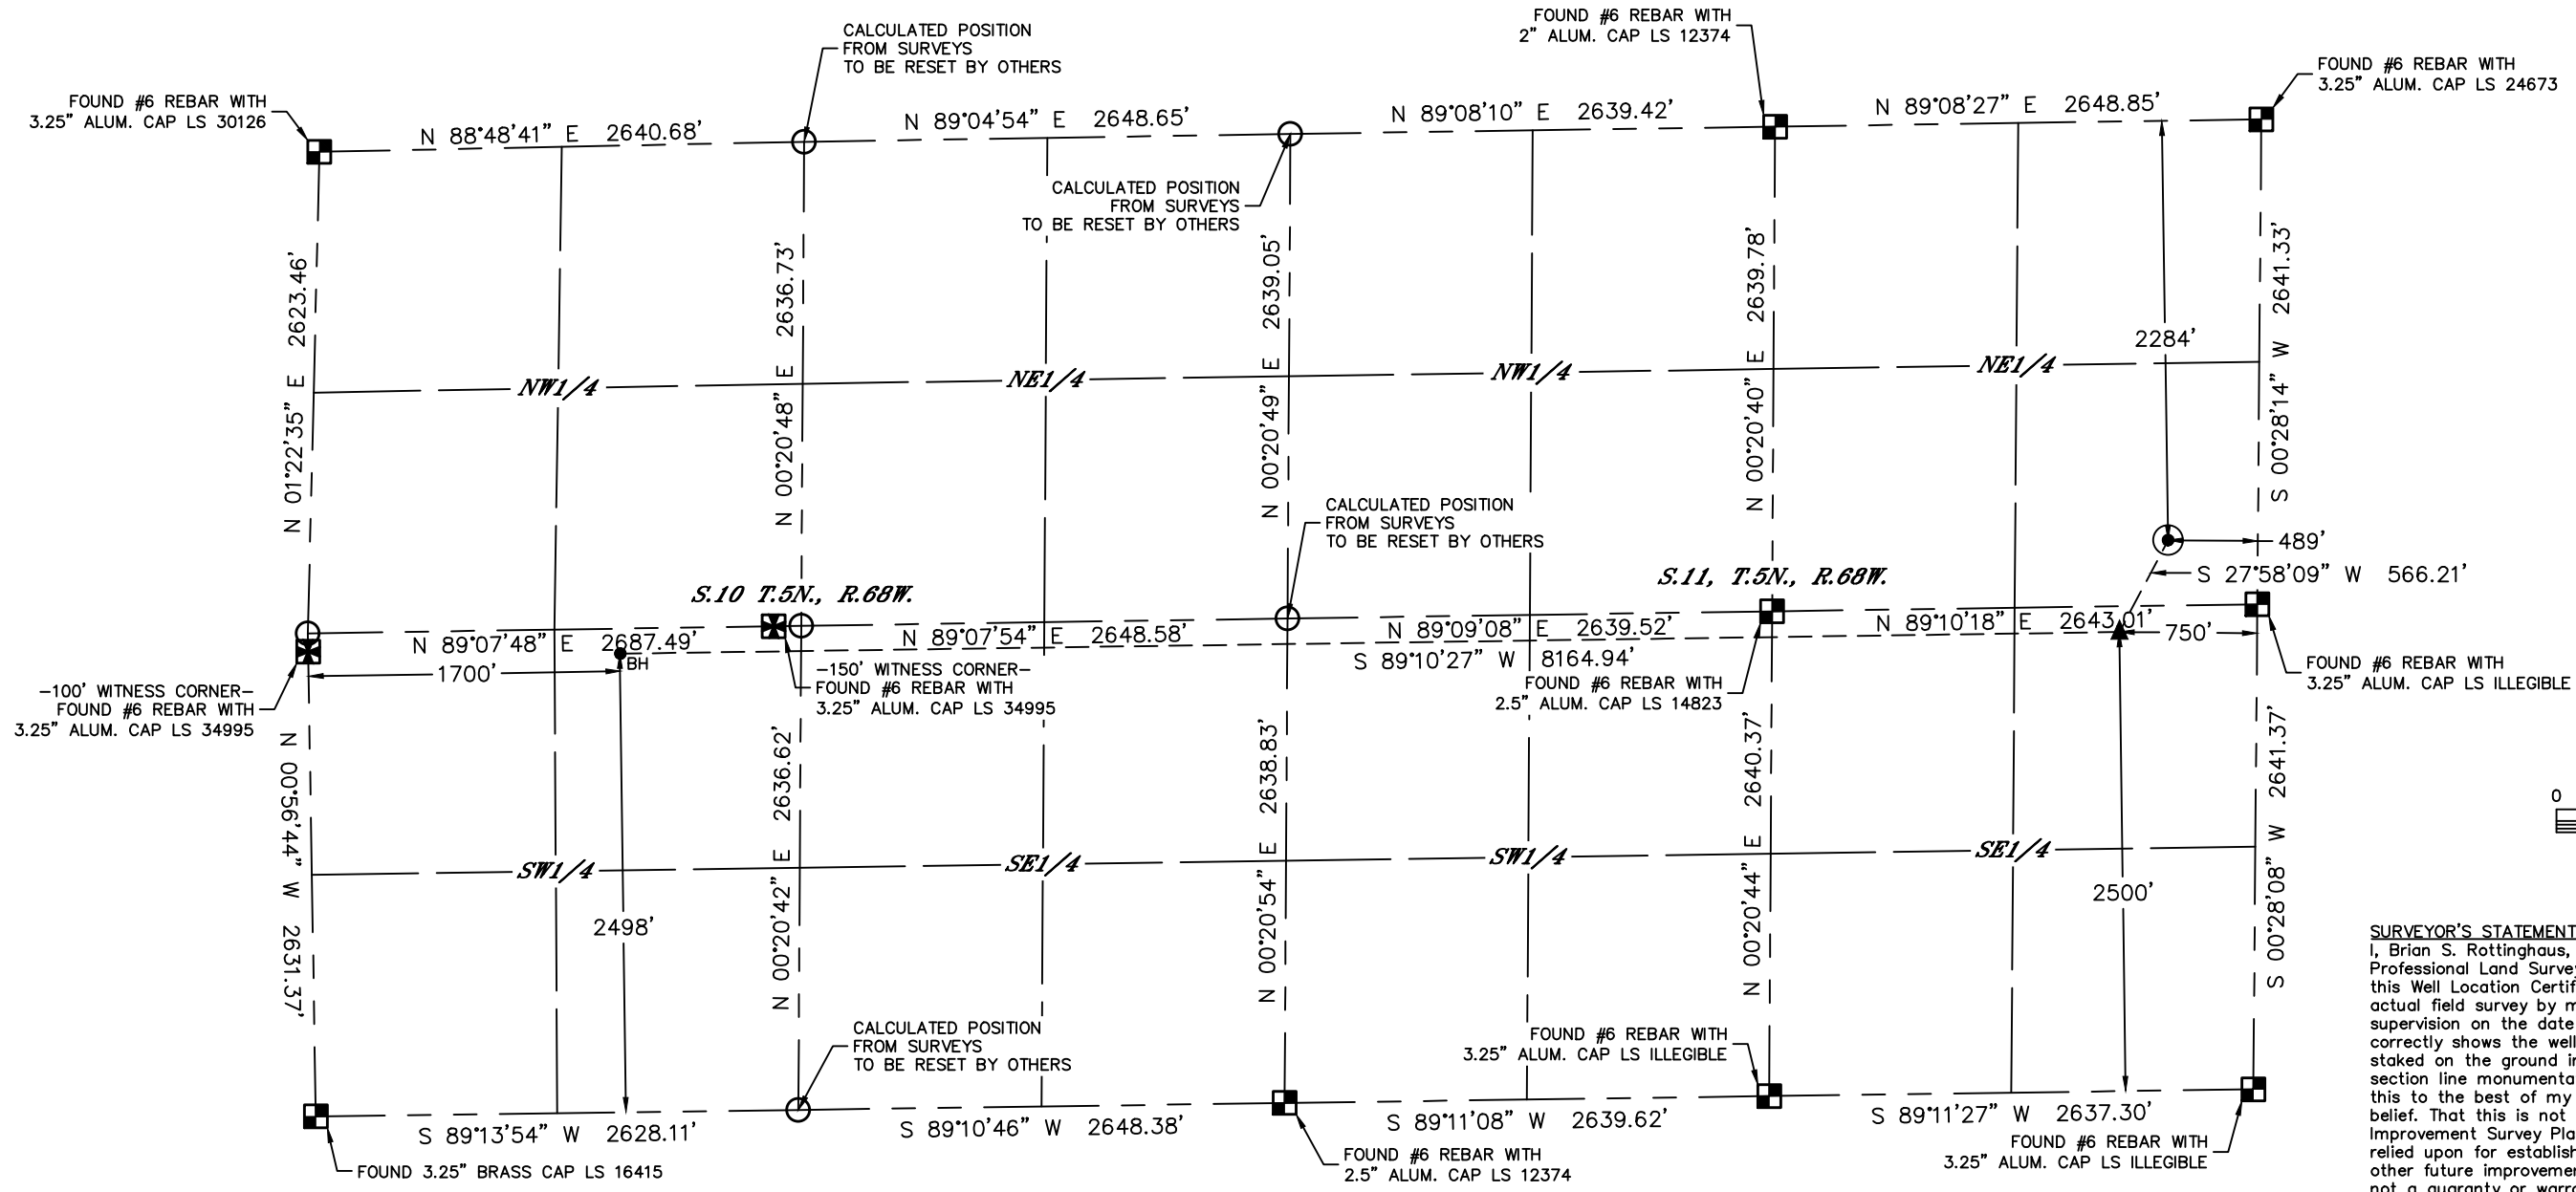 CALCULATED POSITION
FROM SURVEYS
TO BE RESET BY OTHERS
FOUND #6 REBAR WITH
2" ALUM. CAP LS 12374
FOUND #6 REBAR WITH
3.25" ALUM. CAP LS 24673
FOUND #6 REBAR WITH
3.25" ALUM. CAP LS 30126
N 88°48'41" E 2640.68'
N 89°04'54" E 2648.65'
N 89°08'10" E 2639.42'
N 89°08'27" E 2648.85'
CALCULATED POSITION
FROM SURVEYS
TO BE RESET BY OTHERS
N 01°22'35" E 2623.46'
N 00°20'48" E 2636.73'
N 00°20'49" E 2639.05'
N 00°20'40" E 2639.78'
S 00°28'14" W 2641.33'
2284'
NW1/4
NE1/4
NW1/4
NE1/4
CALCULATED POSITION
FROM SURVEYS
TO BE RESET BY OTHERS
489'
S 27°58'09" W 566.21'
S.10 T.5N., R.68W.
S.11, T.5N., R.68W.
N 89°07'48" E 2687.49'
N 89°07'54" E 2648.58'
N 89°09'08" E 2639.52'
N 89°10'18" E 2643.01'
750'
BH
S 89°10'27" W 8164.94'
1700'
-100' WITNESS CORNER-
FOUND #6 REBAR WITH
3.25" ALUM. CAP LS 34995
-150' WITNESS CORNER-
FOUND #6 REBAR WITH
3.25" ALUM. CAP LS 34995
FOUND #6 REBAR WITH
2.5" ALUM. CAP LS 14823
FOUND #6 REBAR WITH
3.25" ALUM. CAP LS ILLEGIBLE
N 00°56'44" W 2631.37'
N 00°20'42" E 2636.62'
N 00°20'54" E 2638.83'
N 00°20'44" E 2640.37'
S 00°28'08" W 2641.37'
0
SW1/4
SE1/4
SW1/4
SE1/4
2498'
2500'
CALCULATED POSITION
FROM SURVEYS
TO BE RESET BY OTHERS
FOUND #6 REBAR WITH
3.25" ALUM. CAP LS ILLEGIBLE
S 89°13'54" W 2628.11'
S 89°10'46" W 2648.38'
S 89°11'08" W 2639.62'
S 89°11'27" W 2637.30'
FOUND 3.25" BRASS CAP LS 16415
FOUND #6 REBAR WITH
2.5" ALUM. CAP LS 12374
FOUND #6 REBAR WITH
3.25" ALUM. CAP LS ILLEGIBLE
SURVEYOR'S STATEMENT
I, Brian S. Rottinghaus,
Professional Land Survey
this Well Location Certif
actual field survey by m
supervision on the date
correctly shows the well
staked on the ground i
section line monumenta
this to the best of my
belief. That this is not
Improvement Survey Pla
relied upon for establish
other future improvemen
not a guaranty or warra